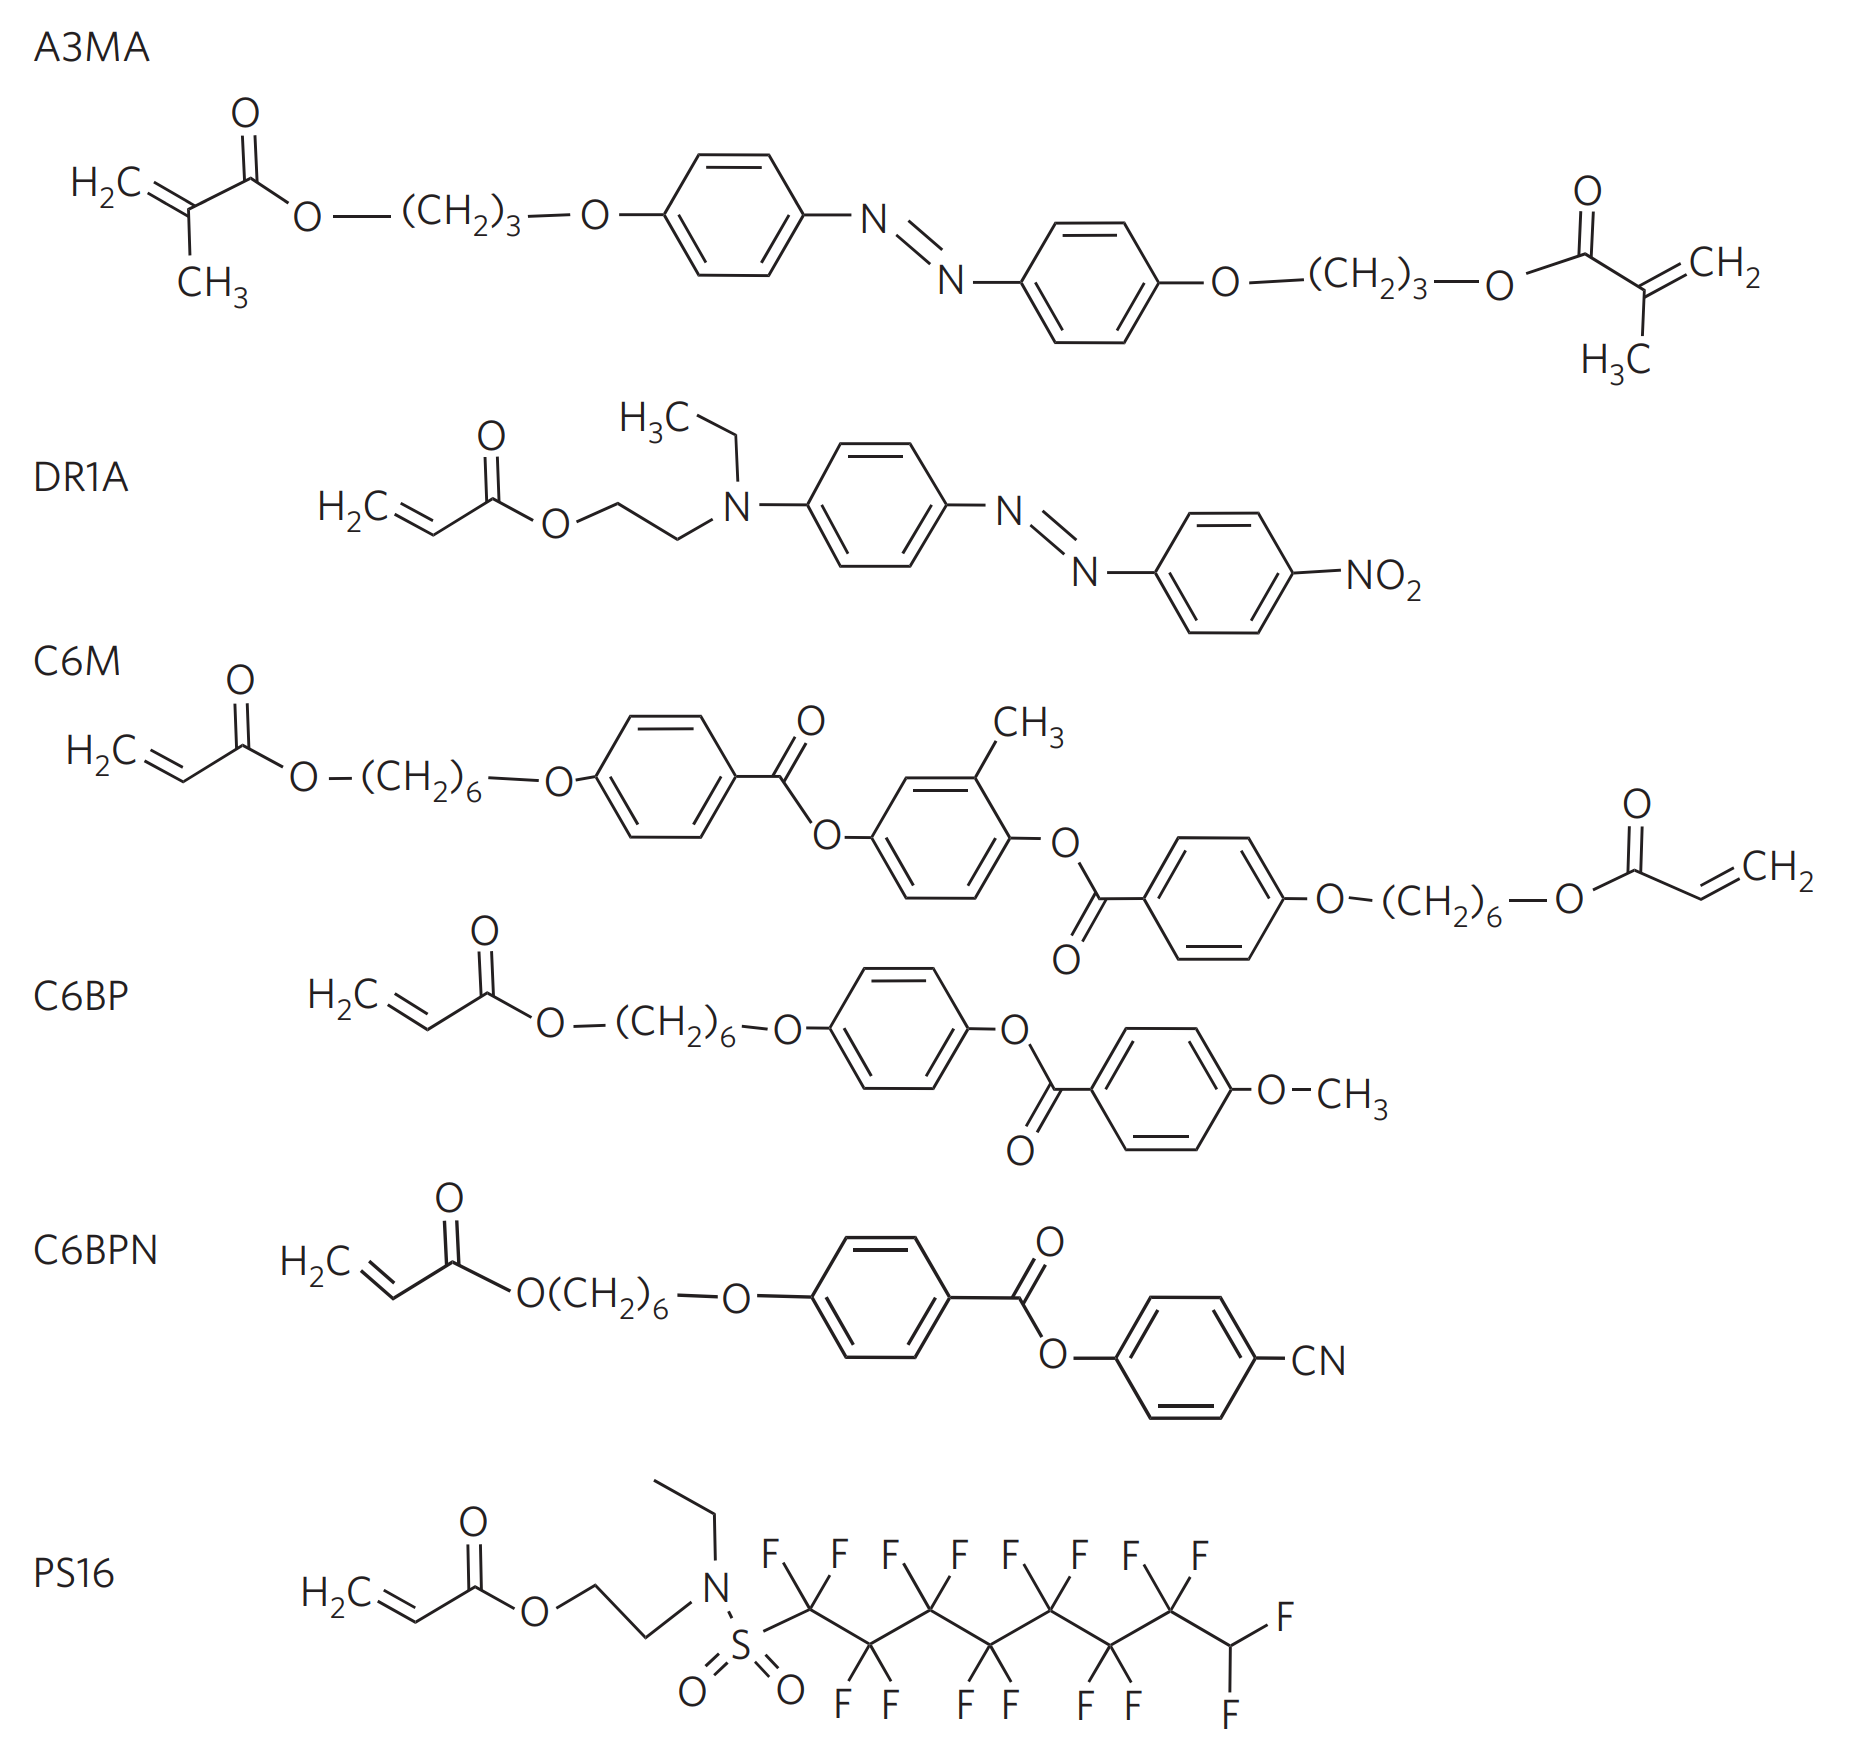 A3MA
O
H2C O (CH2)3 O N
CH3
N O (CH2)3 O
O
CH2
H3C
DR1A
H3C
O
H2C O N N
N NO2
C6M
O
H2C O (CH2)6 O O
O
CH3
O
O
O (CH2)6 O
O
CH2
C6BP
O
H2C O (CH2)6 O O
O
O CH3
C6BPN
O
H2C O(CH2)6 O
O
O
CN
PS16
O
H2C O N
F F F F F F F F
S F
O O F F F F F F F